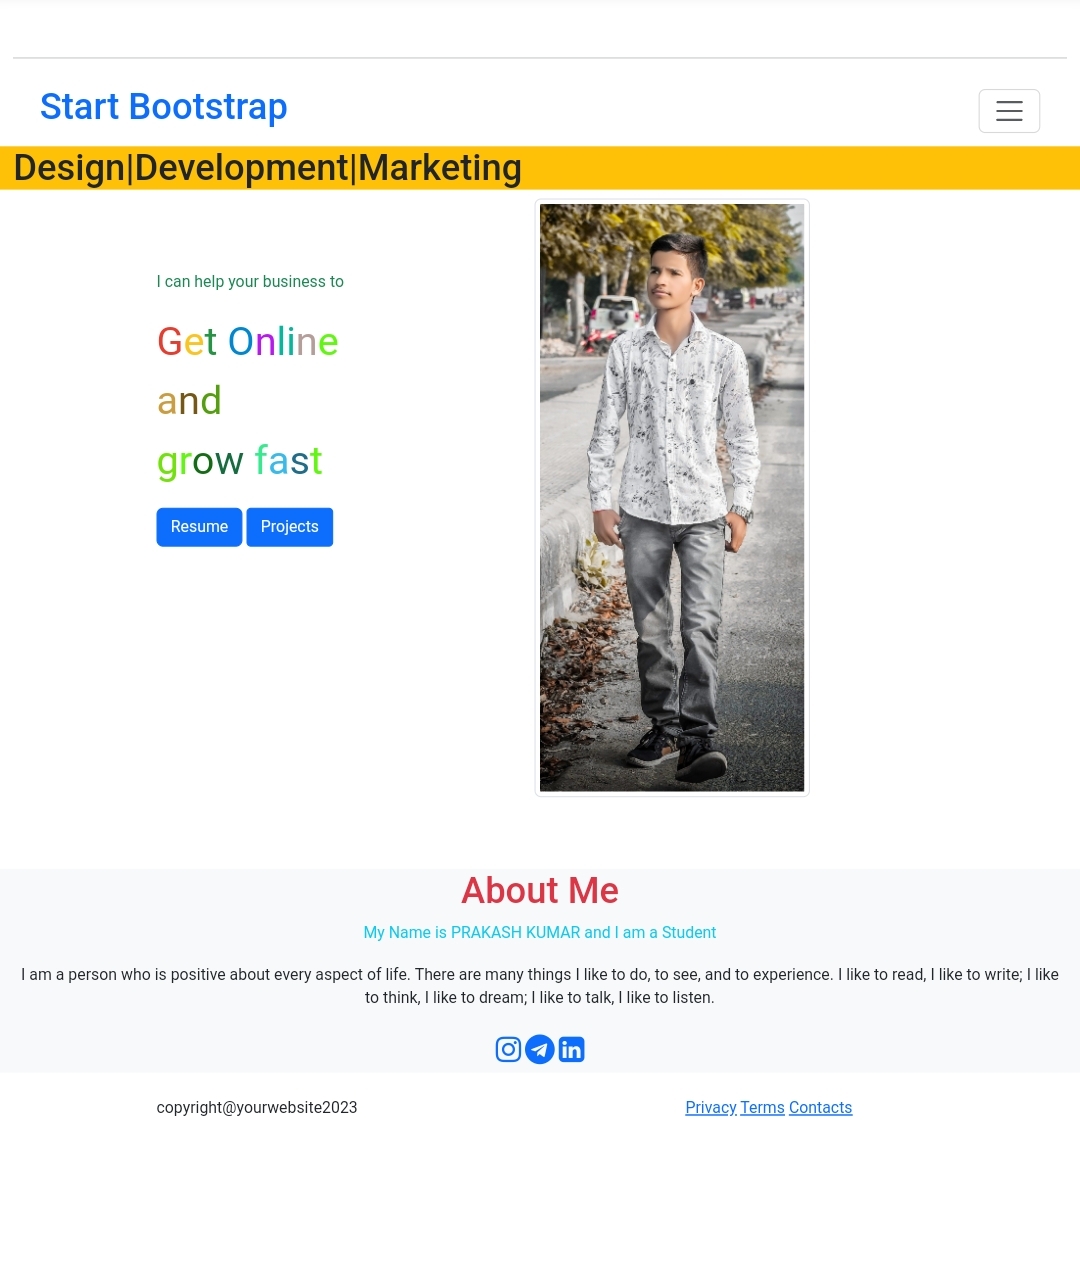 Start Bootstrap
Design|Development|Marketing
I can help your business to
Get Online
and
grow fast
Resume Projects
About Me
My Name is PRAKASH KUMAR and I am a Student
I am a person who is positive about every aspect of life. There are many things I like to do, to see, and to experience. I like to read, I like to write; I like
to think, I like to dream; I like to talk, I like to listen.
copyright@yourwebsite2023 Privacy Terms Contacts